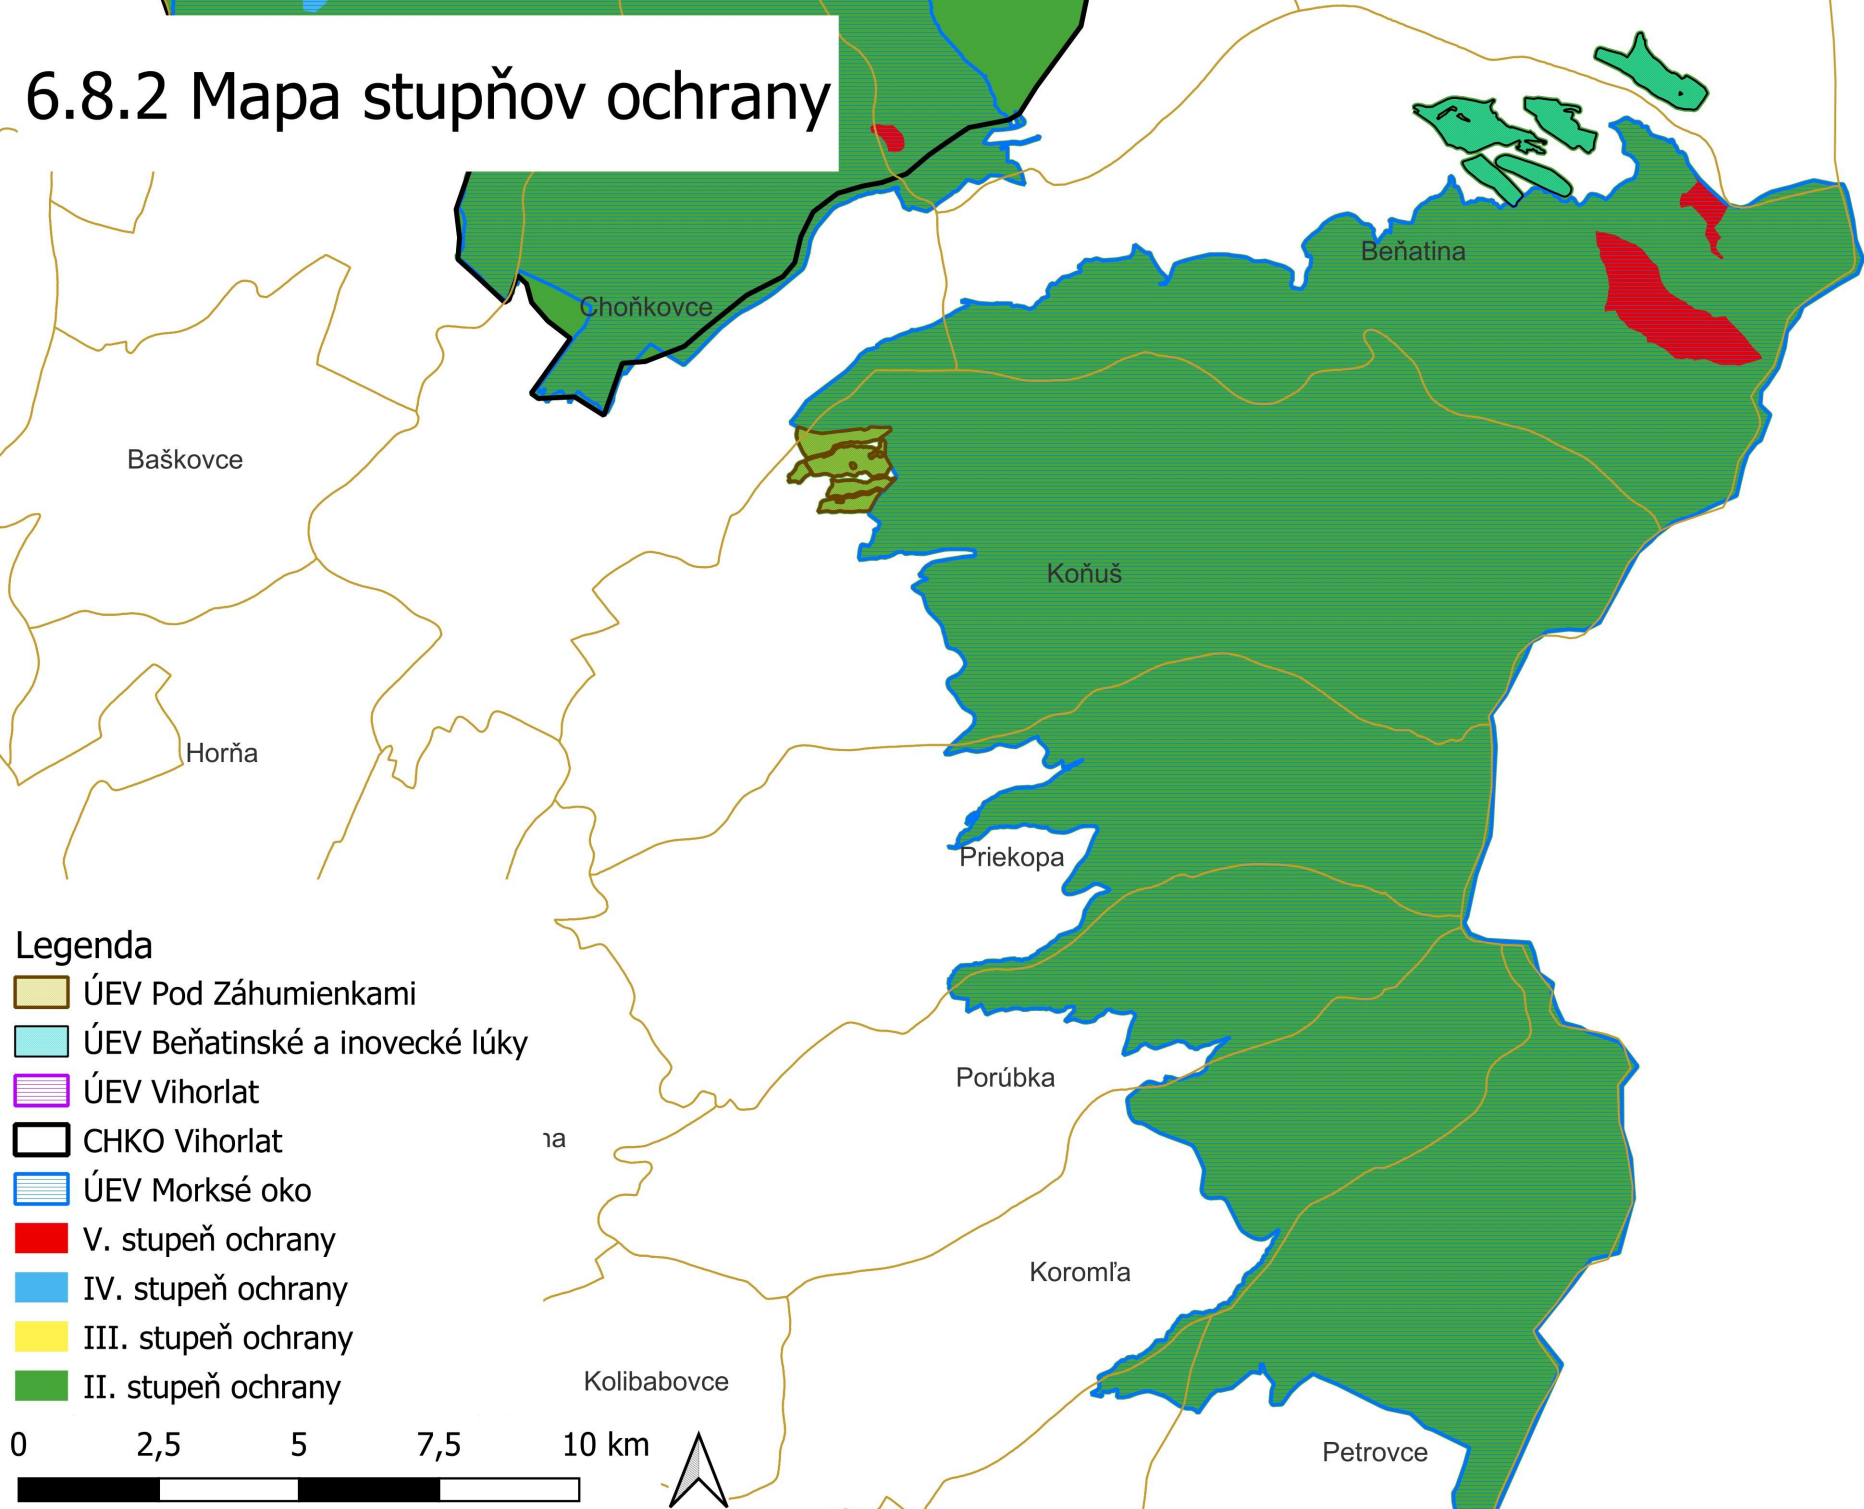 6.8.2 Mapa stupňov ochrany
Beňatina
Choňkovce
Baškovce
Koňuš
Horňa
Priekopa
Porúbka
Koromľa
Kolibabovce
Petrovce
Legenda
ÚEV Pod Záhumienkami
ÚEV Beňatinské a inovecké lúky
ÚEV Vihorlat
CHKO Vihorlat
ÚEV Morksé oko
V. stupeň ochrany
IV. stupeň ochrany
III. stupeň ochrany
II. stupeň ochrany
0 2,5 5 7,5 10 km